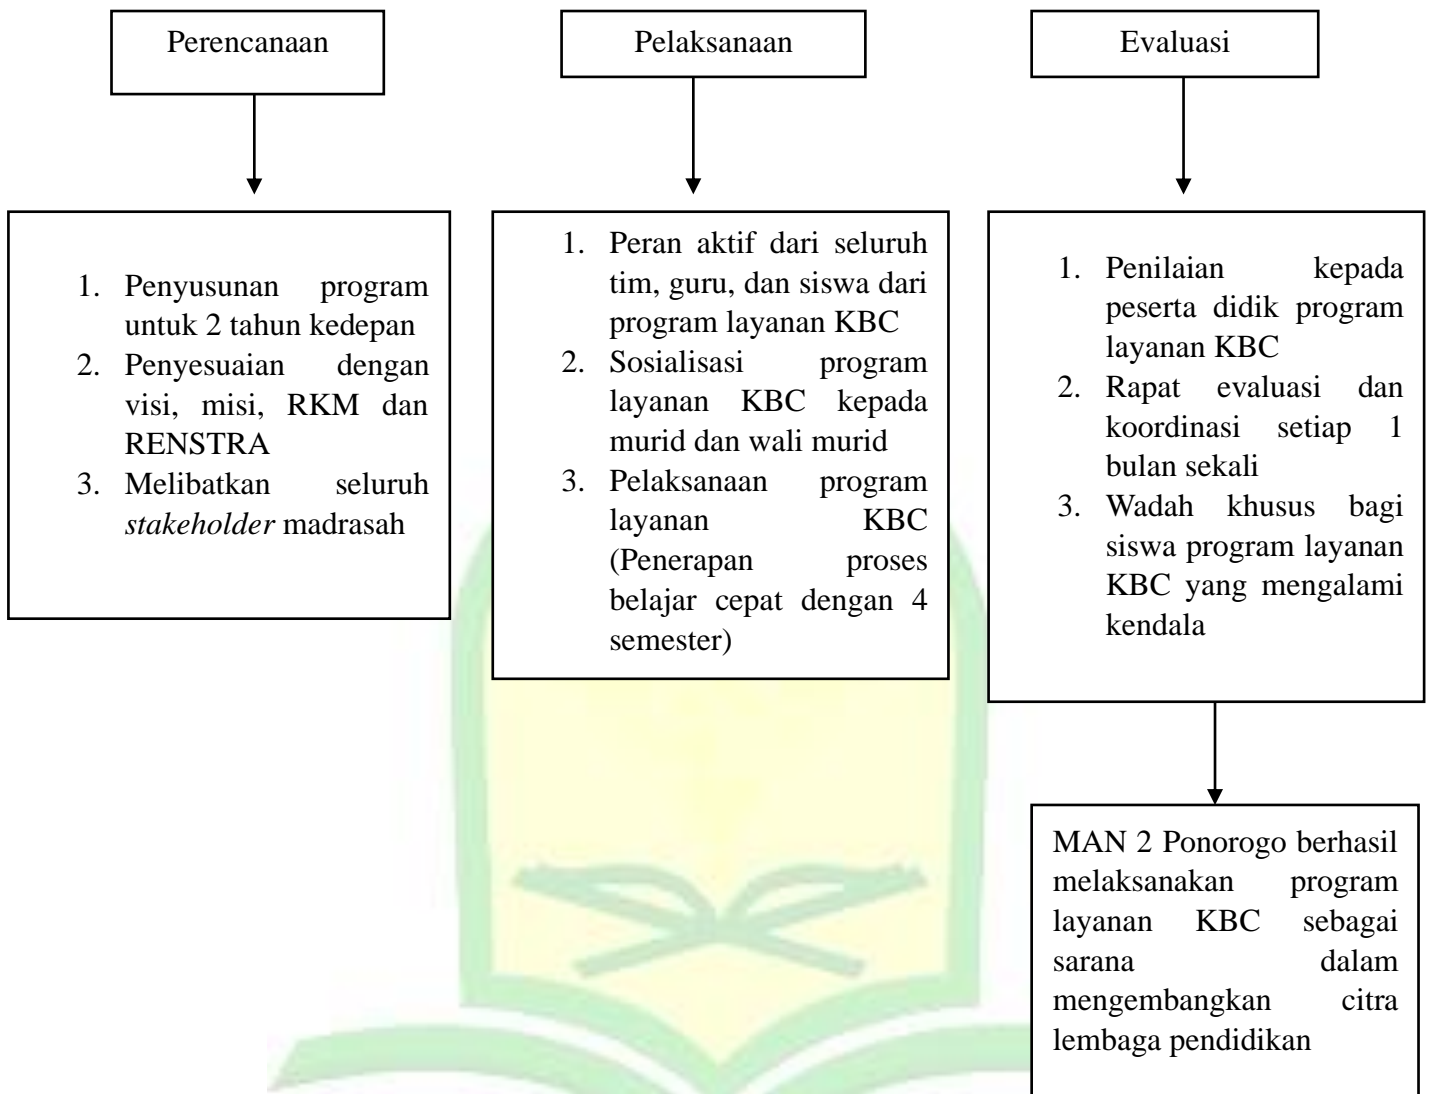 Perencanaan
Pelaksanaan
Evaluasi
1. Penyusunan program
untuk 2 tahun kedepan
2. Penyesuaian dengan
visi, misi, RKM dan
RENSTRA
3. Melibatkan seluruh
stakeholder madrasah
1. Peran aktif dari seluruh
tim, guru, dan siswa dari
program layanan KBC
2. Sosialisasi program
layanan KBC kepada
murid dan wali murid
3. Pelaksanaan program
layanan KBC
(Penerapan proses
belajar cepat dengan 4
semester)
1. Penilaian kepada
peserta didik program
layanan KBC
2. Rapat evaluasi dan
koordinasi setiap 1
bulan sekali
3. Wadah khusus bagi
siswa program layanan
KBC yang mengalami
kendala
MAN 2 Ponorogo berhasil
melaksanakan program
layanan KBC sebagai
sarana dalam
mengembangkan citra
lembaga pendidikan